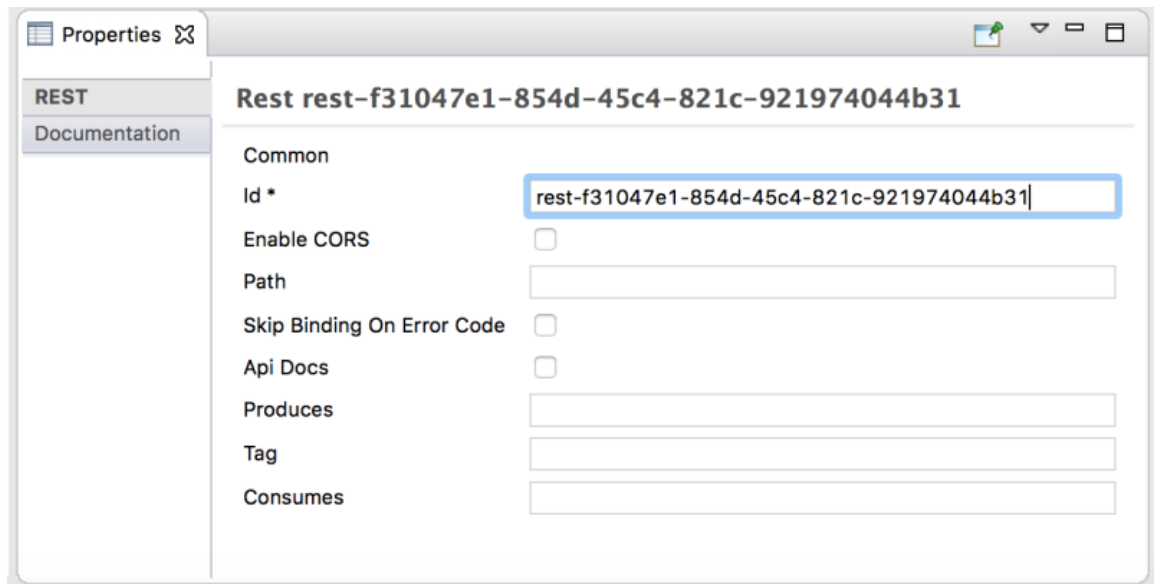 Properties
REST
Documentation
Rest rest-f31047e1-854d-45c4-821c-921974044b31
Common
Id * rest-f31047e1-854d-45c4-821c-921974044b31
Enable CORS
Path
Skip Binding On Error Code
Api Docs
Produces
Tag
Consumes